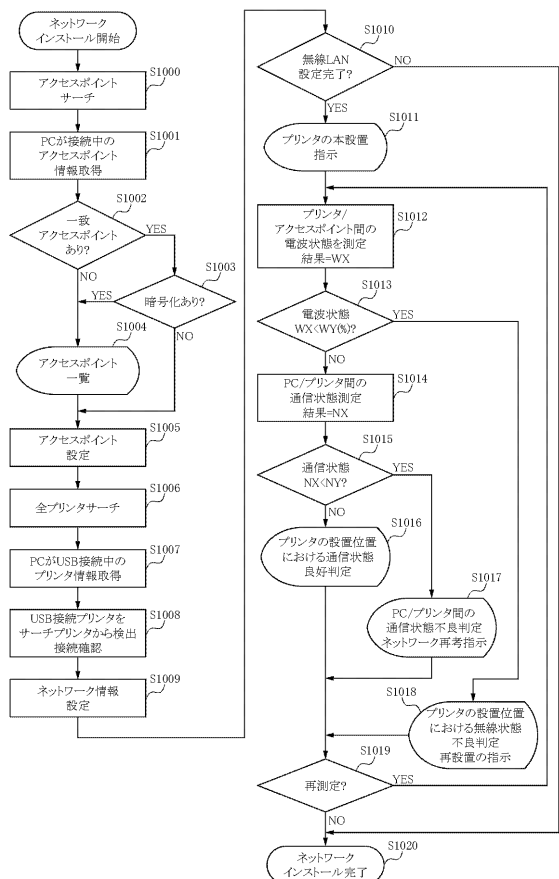 ネットワーク
インストール開始
S1000
アクセスポイント
サーチ
S1001
PCが接続中の
アクセスポイント
情報取得
S1002
一致
アクセスポイント
あり?
YES
NO
S1003
暗号化あり?
YES
NO
S1004
アクセスポイント
一覧
S1005
アクセスポイント
設定
S1006
全プリンタサーチ
S1007
PCがUSB接続中の
プリンタ情報取得
S1008
USB接続プリンタを
サーチプリンタから検出
接続確認
S1009
ネットワーク情報
設定
S1010
無線LAN
設定完了?
NO
YES
S1011
プリンタの本設置
指示
S1012
プリンタ/
アクセスポイント間の
電波状態を測定
結果=WX
S1013
電波状態
WX<WY(%)?
YES
NO
S1014
PC/プリンタ間の
通信状態測定
結果=NX
S1015
通信状態
NX<NY?
YES
NO
S1016
プリンタの設置位置
における通信状態
良好判定
S1017
PC/プリンタ間の
通信状態不良判定
ネットワーク再考指示
S1018
プリンタの設置位置
における無線状態
不良判定
再設置の指示
S1019
再測定?
YES
NO
S1020
ネットワーク
インストール完了